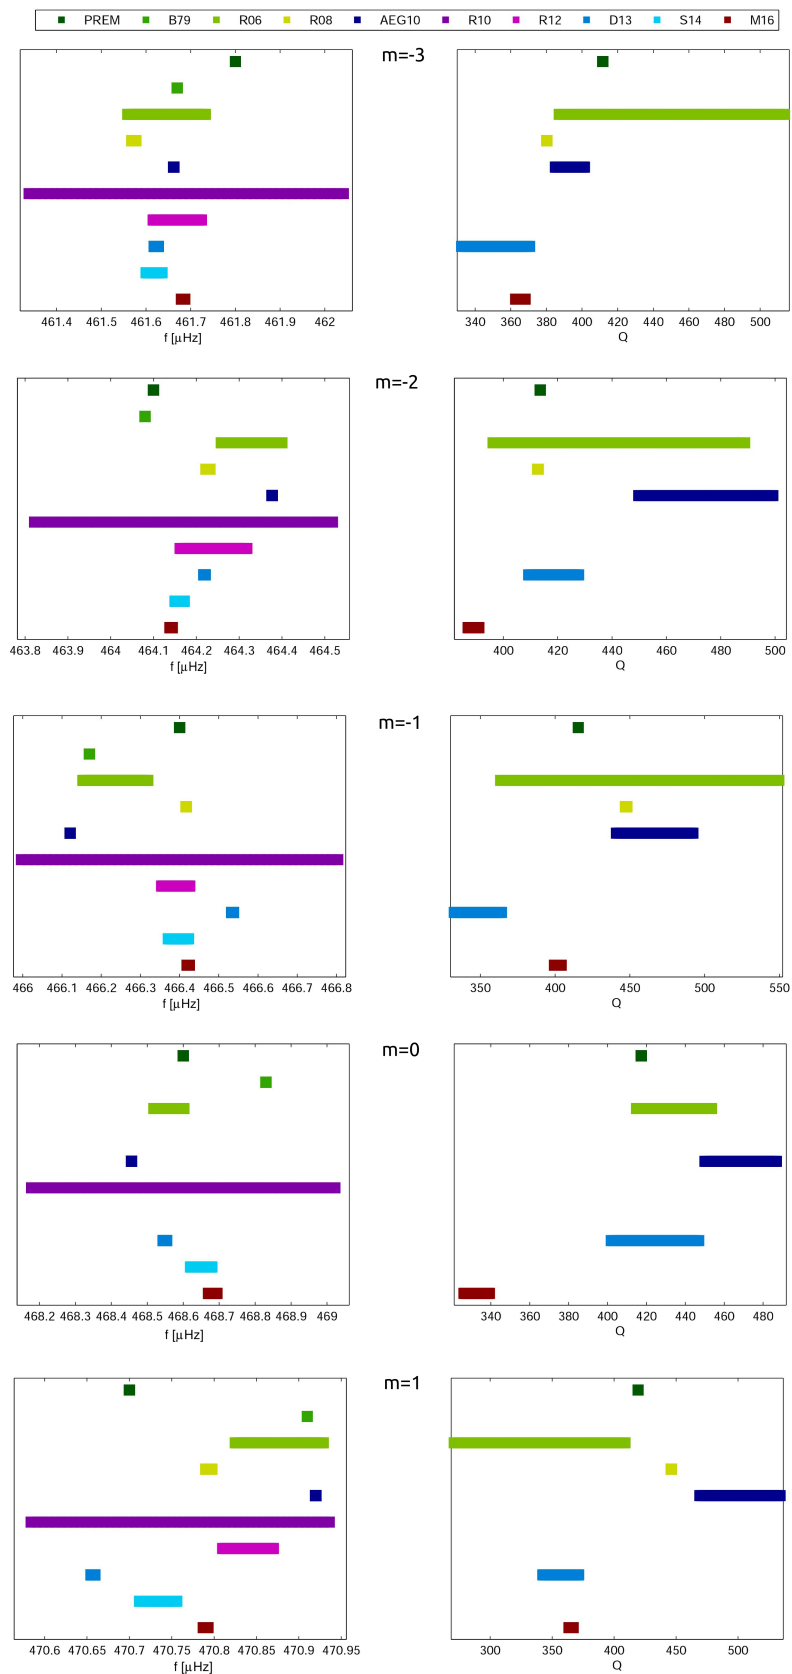 PREM B79 R06 R08 AEG10 R10 R12 D13 S14 M16
m=-3
461.4 461.5 461.6 461.7 461.8 461.9 462
f [μHz]
340 360 380 400 420 440 460 480 500
Q
m=-2
463.8 463.9 464 464.1 464.2 464.3 464.4 464.5
f [μHz]
400 420 440 460 480 500
Q
m=-1
466 466.1 466.2 466.3 466.4 466.5 466.6 466.7 466.8
f [μHz]
350 400 450 500 550
Q
m=0
468.2 468.3 468.4 468.5 468.6 468.7 468.8 468.9 469
f [μHz]
340 360 380 400 420 440 460 480
Q
m=1
470.6 470.65 470.7 470.75 470.8 470.85 470.9 470.95
f [μHz]
300 350 400 450 500
Q